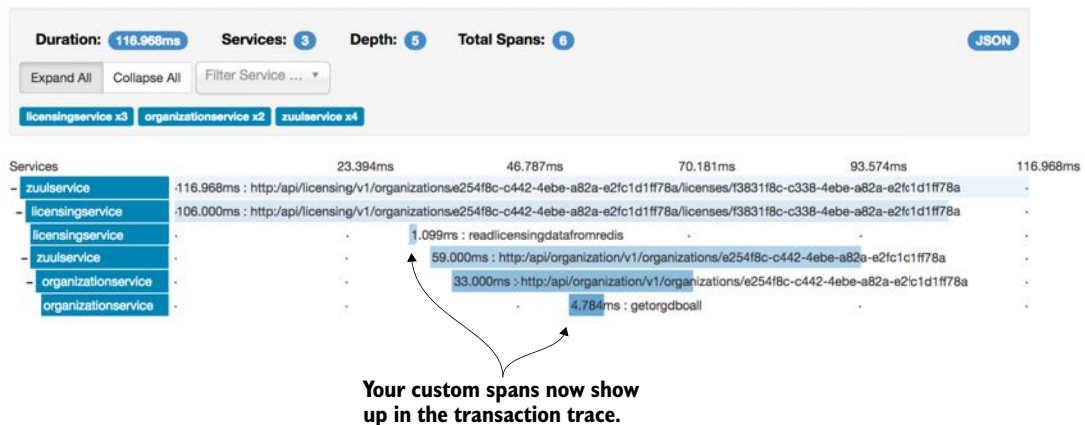 Duration: 116.968ms Services: 3 Depth: 5 Total Spans: 6 JSON
Expand All Collapse All Filter Service ...
licensingservice x3 organizationservice x2 zuulservice x4
Services 23.394ms 46.787ms 70.181ms 93.574ms 116.968ms
- zuulservice 116.968ms : http:/api/licensing/v1/organizations/e254f8c-c442-4ebe-a82a-e2fc1d1ff78a/licenses/f3831f8c-c338-4ebe-a82a-e2fc1d1ff78a
- licensingservice 106.000ms : http:/api/licensing/v1/organizations/e254f8c-c442-4ebe-a82a-e2fc1d1ff78a/licenses/f3831f8c-c338-4ebe-a82a-e2fc1d1ff78a
licensingservice 1.099ms : readlicensingdatafromredis
- zuulservice 59.000ms : http:/api/organization/v1/organizations/e254f8c-c442-4ebe-a82a-e2fc1d1ff78a
- organizationservice 33.000ms : http:/api/organization/v1/organizations/e254f8c-c442-4ebe-a82a-e2fc1d1ff78a
organizationservice 4.784ms : getorgdboall
Your custom spans now show
up in the transaction trace.